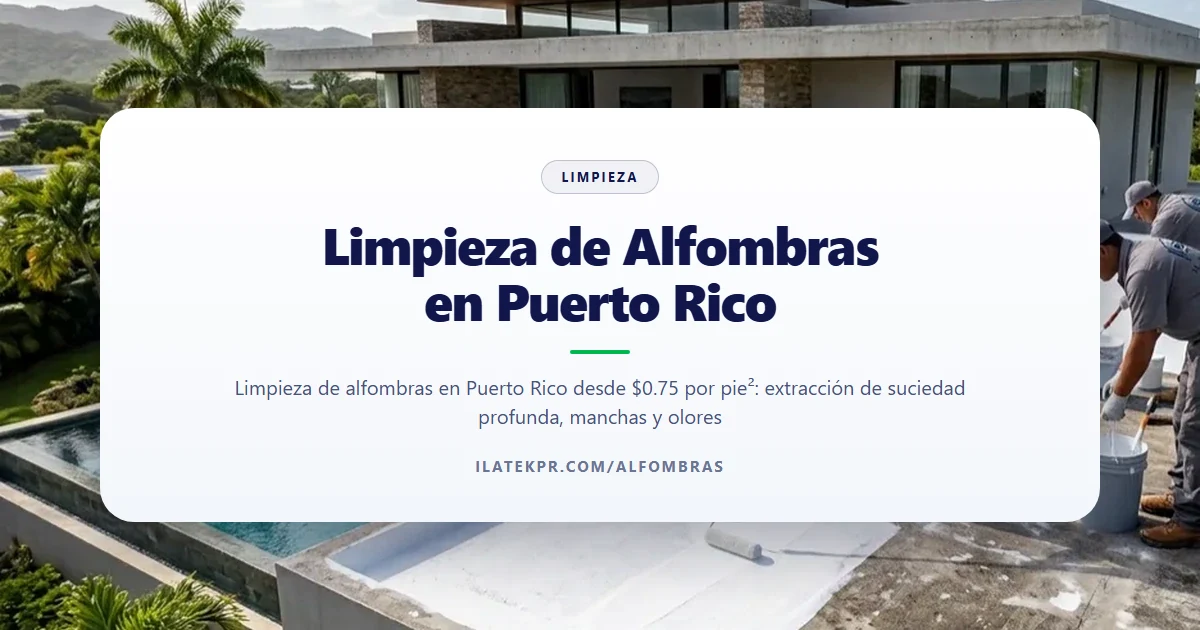 LIMPIEZA
Limpieza de Alfombras
en Puerto Rico
Limpieza de alfombras en Puerto Rico desde $0.75 por pie²: extracción de suciedad
profunda, manchas y olores
ILATEKPR.COM/ALFOMBRAS